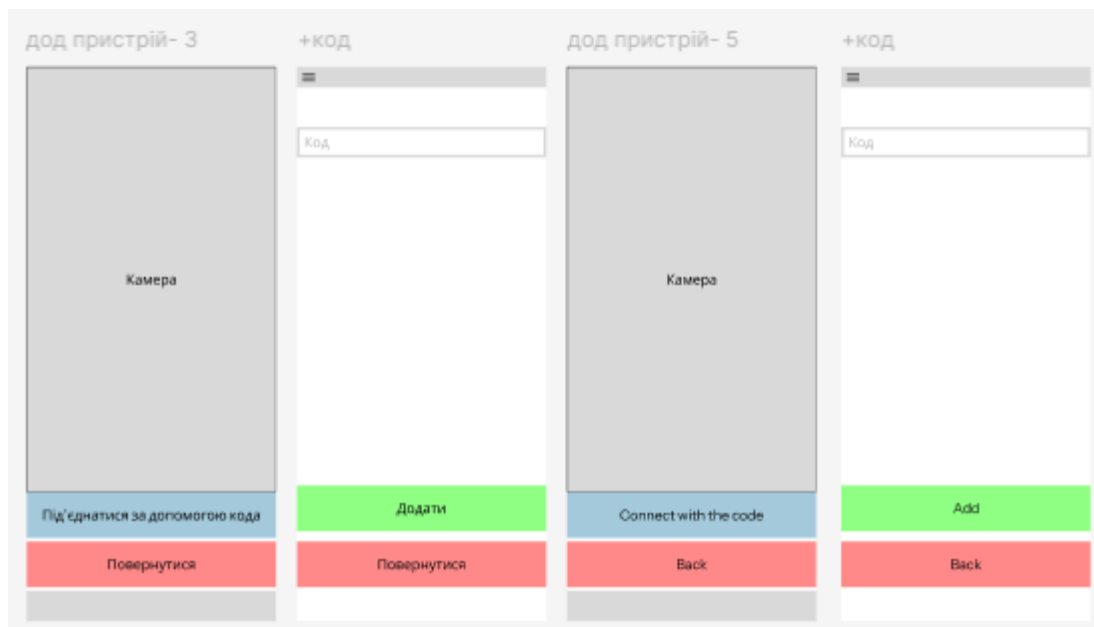 дод пристрій- 3
+код
дод пристрій- 5
+код
Код
Код
Камера
Камера
Під'єднатися за допомогою кода
Додати
Connect with the code
Add
Повернутися
Повернутися
Back
Back